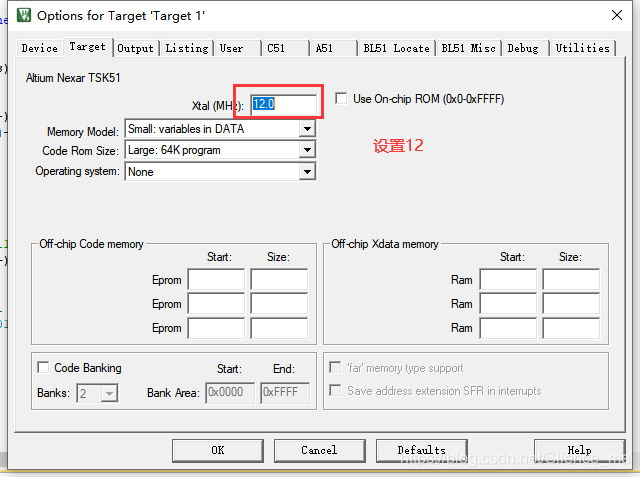 Options for Target 'Target 1'
Device Target Output Listing User C51 A51 BL51 Locate BL51 Misc Debug Utilities
Altium Nexar TSK51
Xtal (MHz): 12.0
Use On-chip ROM (0x0-0xFFFF)
Memory Model: Small: variables in DATA
设置12
Code Rom Size: Large: 64K program
Operating system: None
Off-chip Code memory
Start: Size:
Eprom
Eprom
Eprom
Off-chip Xdata memory
Start: Size:
Ram
Ram
Ram
Code Banking Start: End:
Banks: 2 Bank Area: 0x0000 0xFFFF
'far' memory type support
Save address extension SFR in interrupts
OK Cancel Defaults Help
https://blog.csdn.net/Silence_me